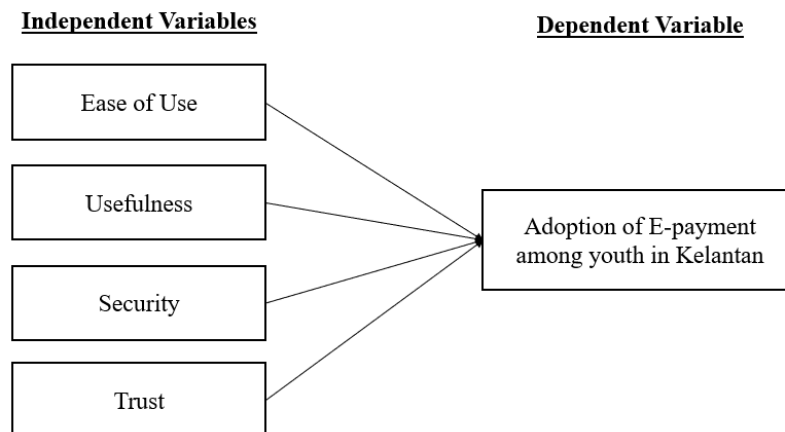 Independent Variables
Dependent Variable
Ease of Use
Usefulness
Security
Trust
Adoption of E-payment
among youth in Kelantan